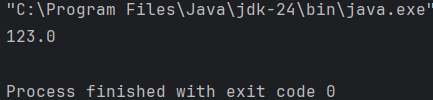 "C:\Program Files\Java\jdk-24\bin\java.exe"
123.0
Process finished with exit code 0